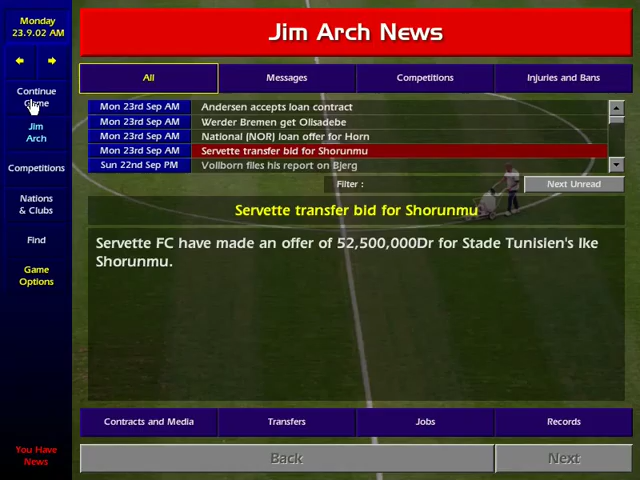 Monday
23.9.02 AM
Continue
Game
Jim
Arch
Competitions
Nations
& Clubs
Find
Game
Options
You Have
News
Jim Arch News
All
Messages
Competitions
Injuries and Bans
Mon 23rd Sep AM Andersen accepts loan contract
Mon 23rd Sep AM Werder Bremen get Olisadebe
Mon 23rd Sep AM National (NOR) loan offer for Horn
Mon 23rd Sep AM Servette transfer bid for Shorunmu
Sun 22nd Sep PM Vollborn files his report on Bjerg
Filter :
Next Unread
Servette transfer bid for Shorunmu
Servette FC have made an offer of 52,500,000Dr for Stade Tunisien's Ike
Shorunmu.
Contracts and Media
Transfers
Jobs
Records
Back
Next